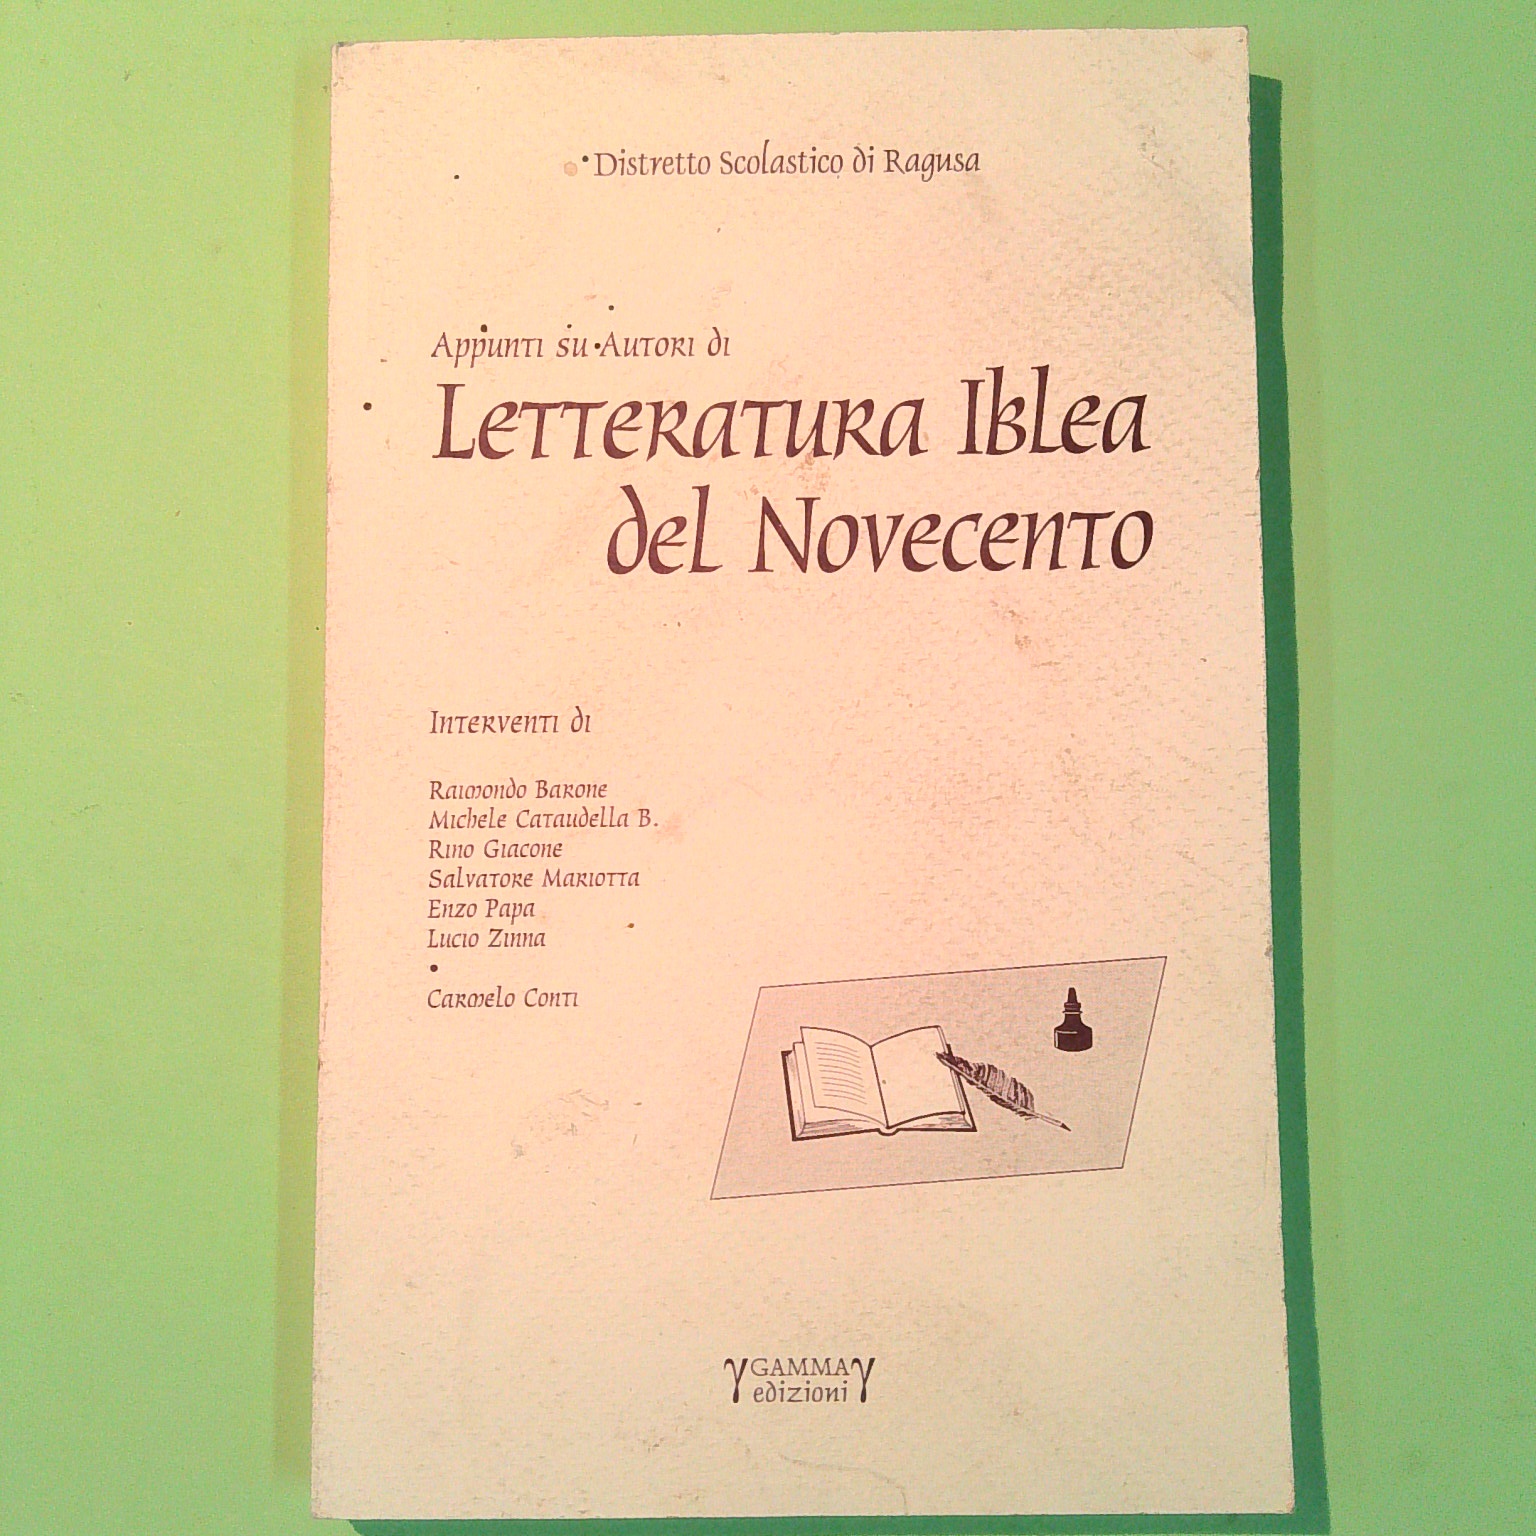 Distretto Scolastico di Ragusa
Appunti su Autori di
Letteratura Iblea
del Novecento
Interventi di
Raimondo Barone
Michele Cataudella B.
Rino Giacone
Salvatore Mariotta
Enzo Papa
Lucio Zinna
Carmelo Conti
γ GAMMA γ
edizioni